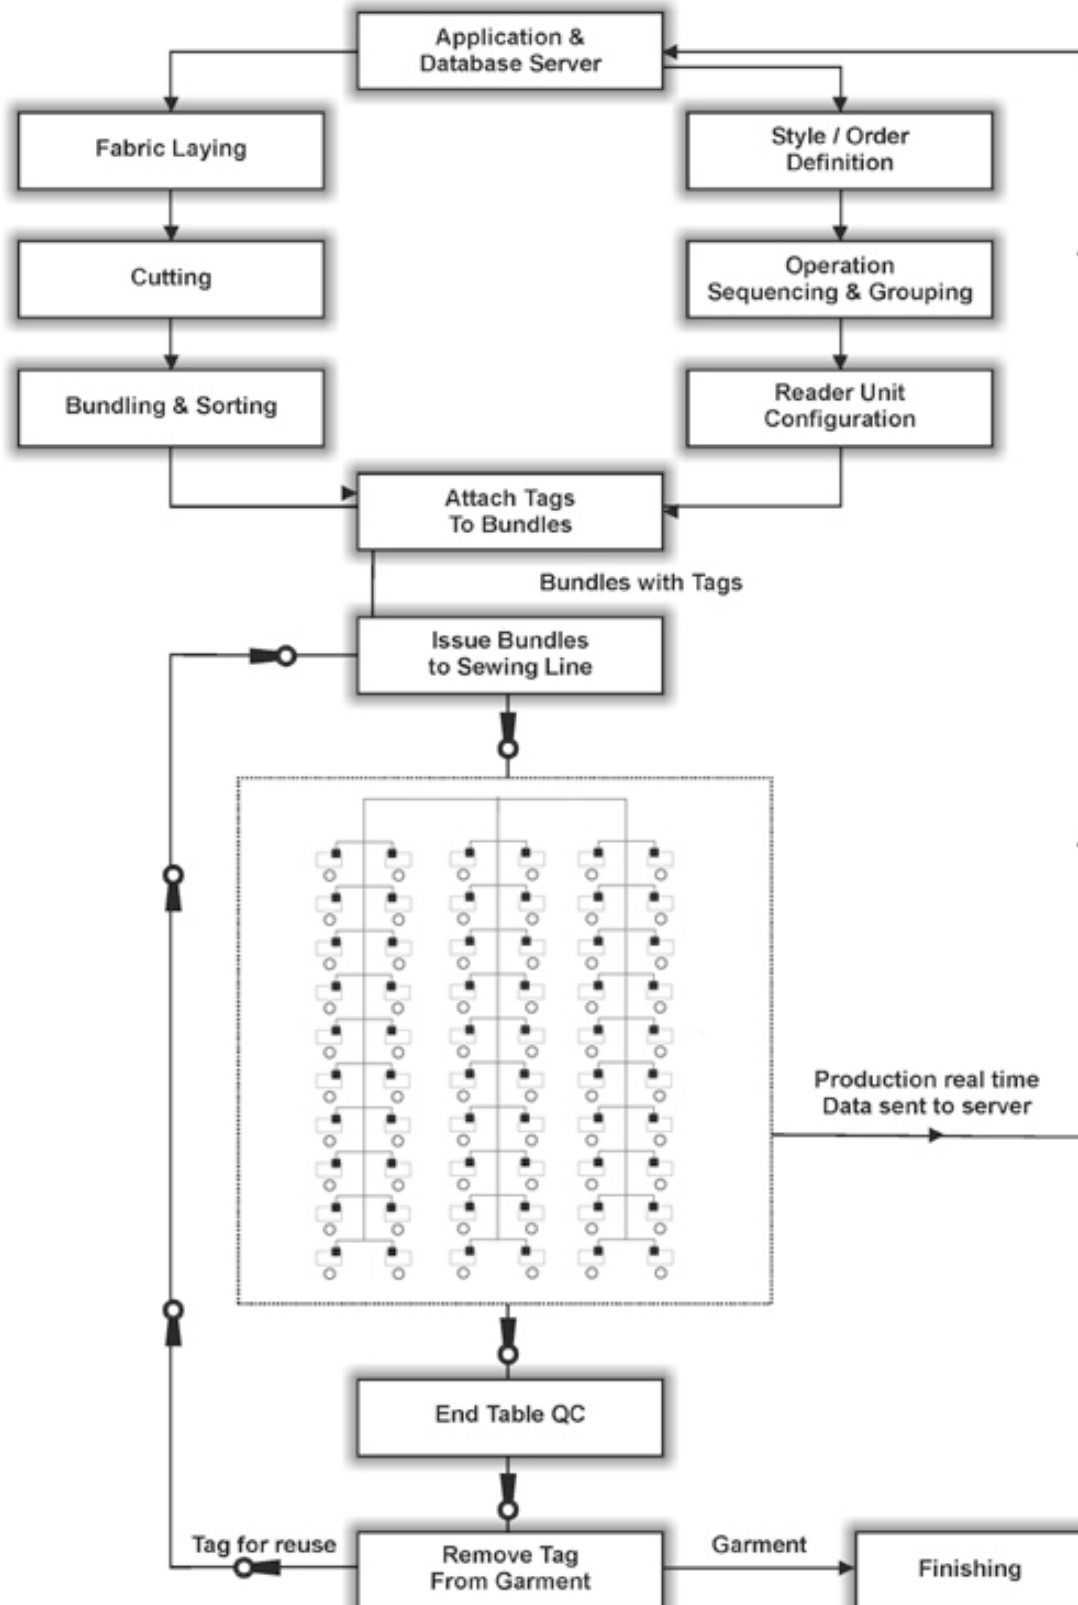 Application &
Database Server
Fabric Laying
Style / Order
Definition
Cutting
Operation
Sequencing & Grouping
Bundling & Sorting
Reader Unit
Configuration
Attach Tags
To Bundles
Bundles with Tags
Issue Bundles
to Sewing Line
Production real time
Data sent to server
End Table QC
Tag for reuse
Remove Tag
From Garment
Garment
Finishing